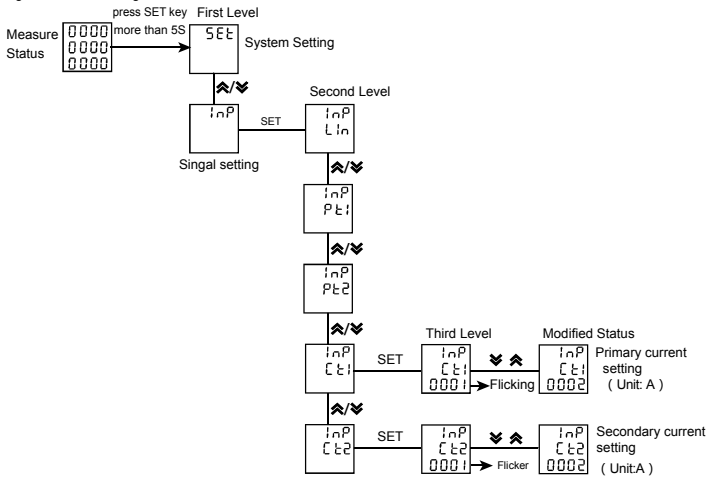 press SET key
First Level
Measure
Status
0000
0000
0000
more than 5S
SEt
System Setting
InP
SET
Singal setting
Second Level
InP
LIn
InP
Pt1
InP
Pt2
Third Level
Modified Status
InP
Ct1
SET
InP
Ct1
0001
Flicking
InP
Ct1
0002
Primary current
setting
( Unit: A )
InP
Ct2
SET
InP
Ct2
0001
Flicker
InP
Ct2
0002
Secondary current
setting
( Unit:A )